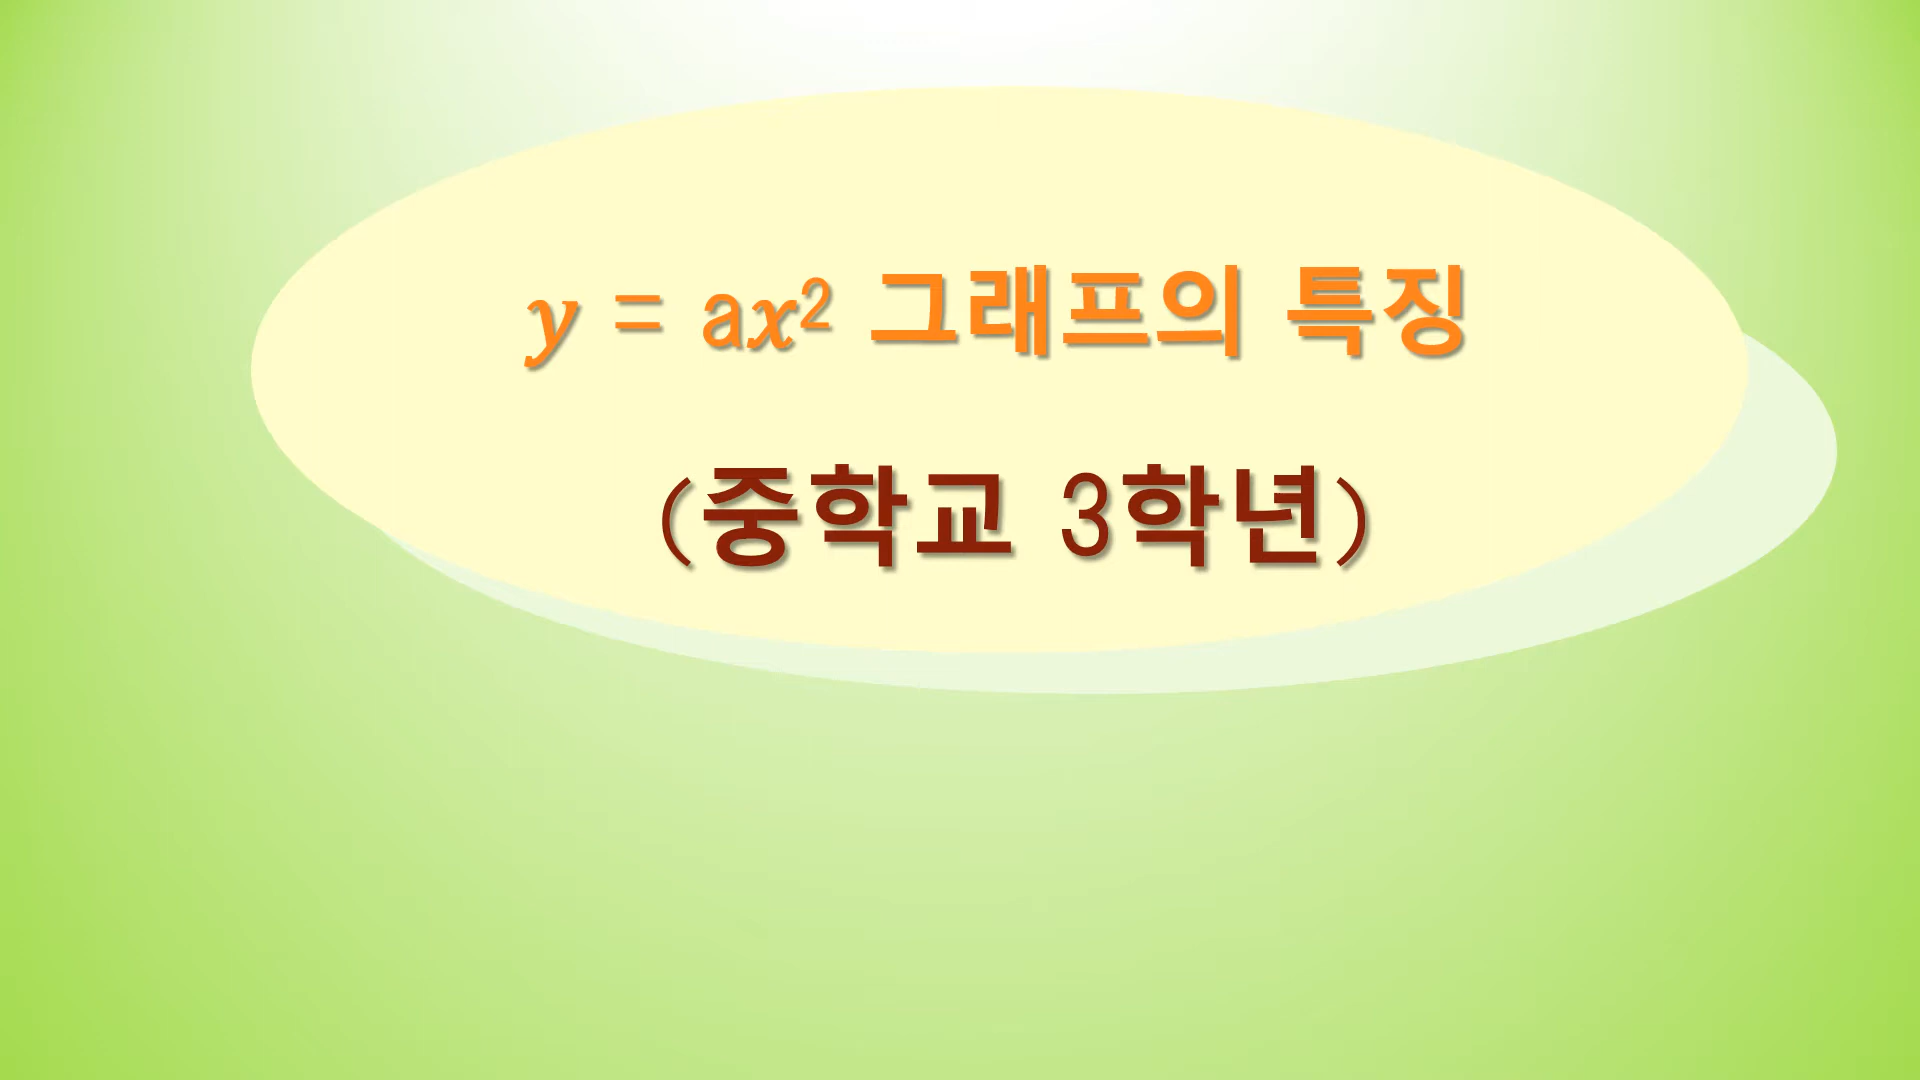 y = ax² 그래프의 특징
(중학교 3학년)